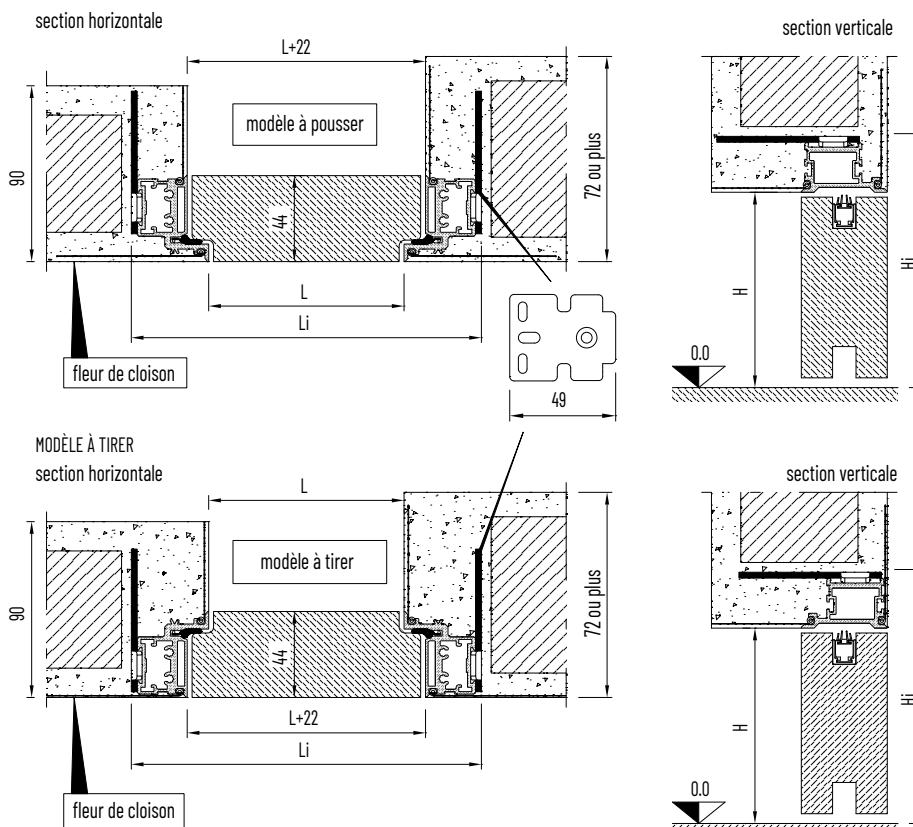 section horizontale
section verticale
L+22
modèle à pousser
90
72 ou plus
44
L
Li
H
Hi
0.0
fleur de cloison
49
MODÈLE À TIRER
section horizontale
section verticale
L
modèle à tirer
90
72 ou plus
44
L+22
Li
H
Hi
0.0
fleur de cloison